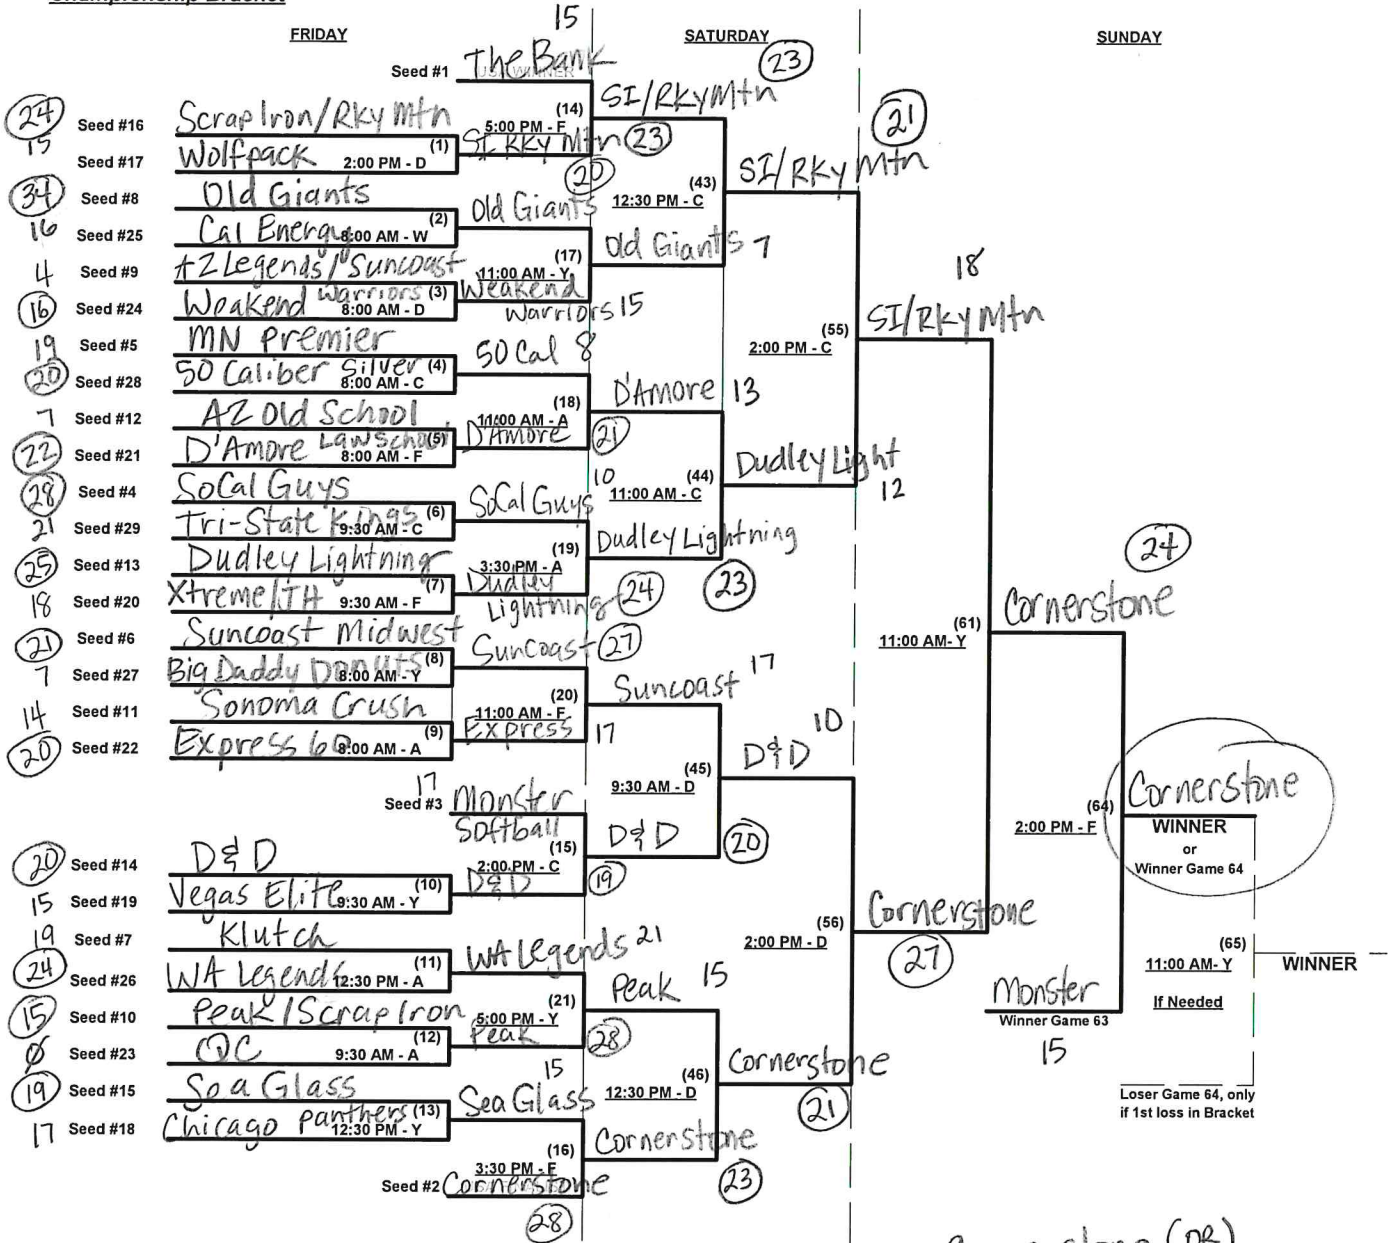 Championship Bracket
FRIDAY
SATURDAY
SUNDAY
15
Seed #1 The Bank
24 Seed #16 Scrap Iron/Rky Mtn
15 Seed #17 Wolfpack (1) 2:00 PM - D
(14) 5:00 PM - F
SI RKy Mtn 23
SI/RKy Mtn 23
34 Seed #8 Old Giants
16 Seed #25 Cal Energy (2) 8:00 AM - W
Old Giants 20
4 Seed #9 AZ Legends/Suncoast
16 Seed #24 Weakend Warriors (3) 8:00 AM - D
(17) 11:00 AM - Y
Weakend Warriors 15
Old Giants 7
(43) 12:30 PM - C
SI/RKy Mtn 21
19 Seed #5 MN Premier
20 Seed #28 50 Caliber Silver (4) 8:00 AM - C
50 Cal 8
7 Seed #12 AZ Old School
22 Seed #21 D'Amore Law School (5) 8:00 AM - F
(18) 11:00 AM - A
D'Amore 21
D'Amore 13
(55) 2:00 PM - C
SI/RKy Mtn 18
28 Seed #4 SoCal Guys
21 Seed #29 Tri-State Kings (6) 9:30 AM - C
SoCal Guys 10
25 Seed #13 Dudley Lightning
18 Seed #20 Xtreme/TH (7) 9:30 AM - F
(19) 3:30 PM - A
Dudley Lightning 24
Dudley Lightning 23
(44) 11:00 AM - C
Dudley Light 12
21 Seed #6 Suncoast Midwest
7 Seed #27 Big Daddy Donuts (8) 8:00 AM - Y
Suncoast 27
14 Seed #11 Sonoma Crush
20 Seed #22 Express 60 (9) 8:00 AM - A
(20) 11:00 AM - F
Express 17
Suncoast 17
(61) 11:00 AM- Y
Cornerstone 24
17
Seed #3 Monster Softball
20 Seed #14 D&D
15 Seed #19 Vegas Elite (10) 9:30 AM - Y
(15) 2:00 PM - C
D&D 19
D&D 20
(45) 9:30 AM - D
D&D 10
19 Seed #7 Klutch
24 Seed #26 WA Legends (11) 12:30 PM - A
WA Legends 21
15 Seed #10 Peak/Scrap Iron
0 Seed #23 QC (12) 9:30 AM - A
(21) 5:00 PM - Y
Peak 28
Peak 15
(56) 2:00 PM - D
Cornerstone 27
19 Seed #15 Sea Glass
17 Seed #18 Chicago Panthers (13) 12:30 PM - Y
15
Sea Glass
(16) 3:30 PM - F
Seed #2 Cornerstone
28
Cornerstone 23
(46) 12:30 PM - D
Cornerstone 21
(64) 2:00 PM - F
Monster
Winner Game 63
15
Cornerstone
WINNER
or
Winner Game 64
(65)
11:00 AM- Y
If Needed
WINNER
Loser Game 64, only
if 1st loss in Bracket